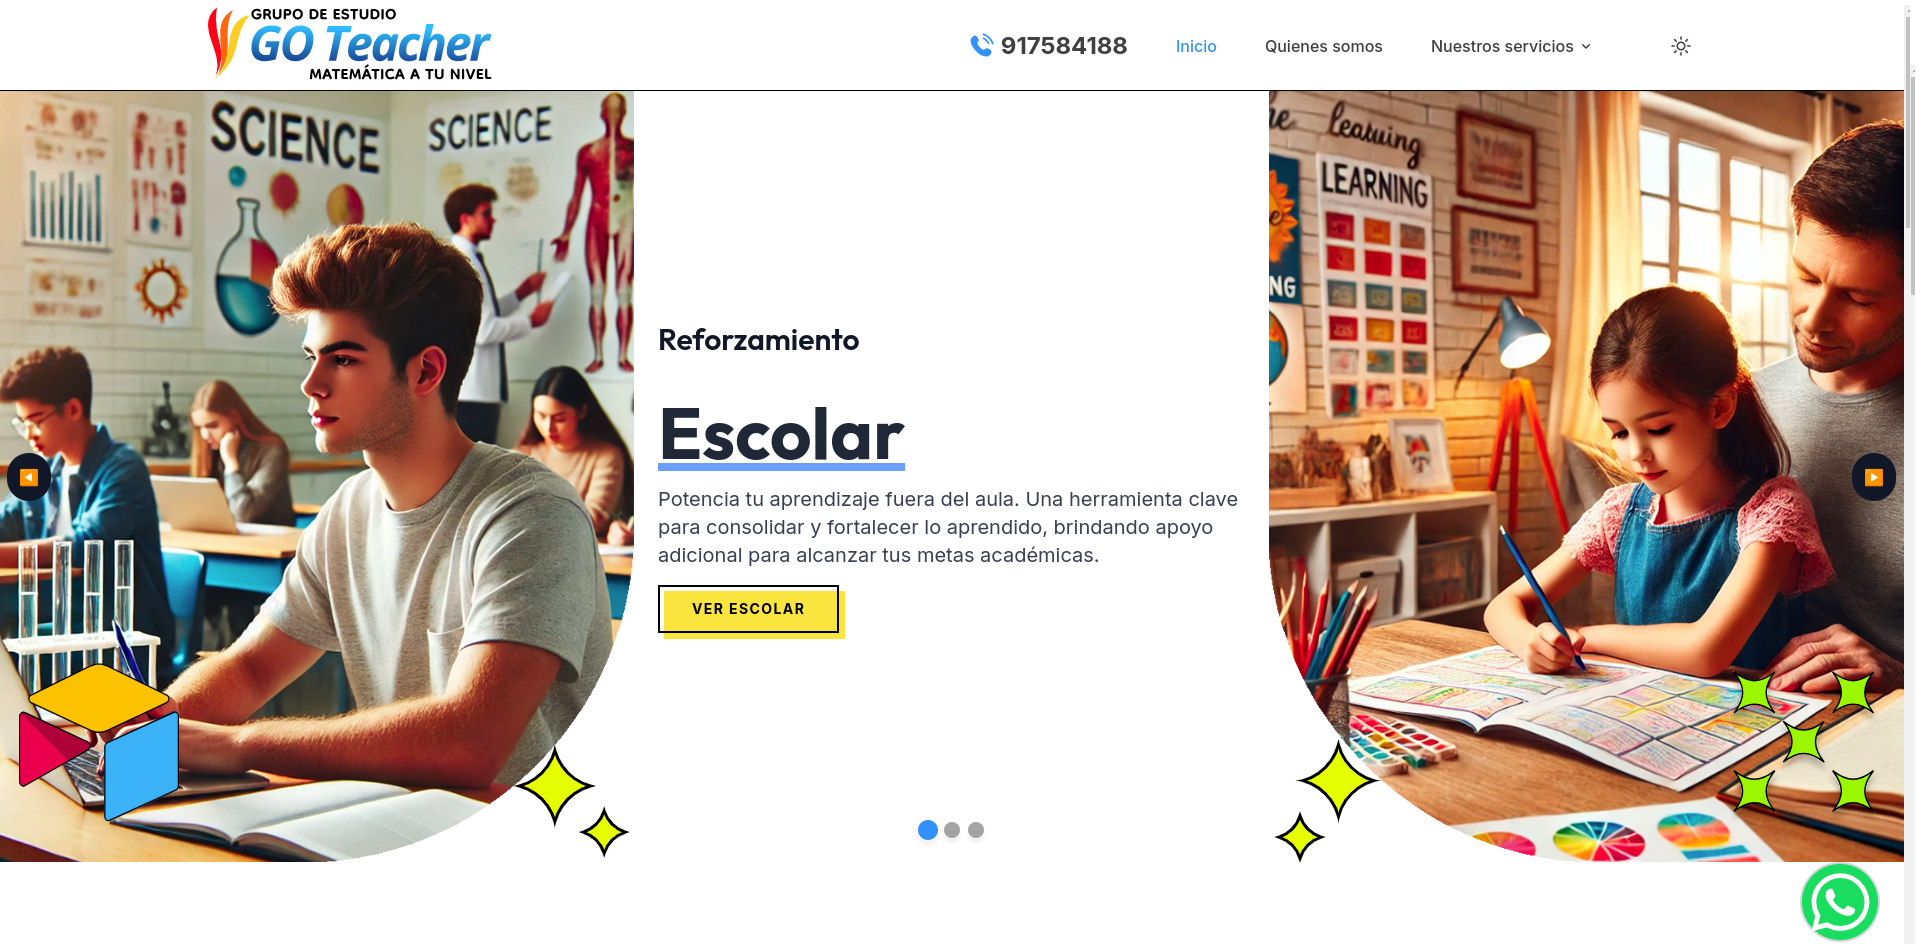 GRUPO DE ESTUDIO
GO Teacher
MATEMÁTICA A TU NIVEL
917584188
Inicio
Quienes somos
Nuestros servicios
SCIENCE
SCIENCE
Reforzamiento
Escolar
Potencia tu aprendizaje fuera del aula. Una herramienta clave
para consolidar y fortalecer lo aprendido, brindando apoyo
adicional para alcanzar tus metas académicas.
VER ESCOLAR
LEARNING
NG